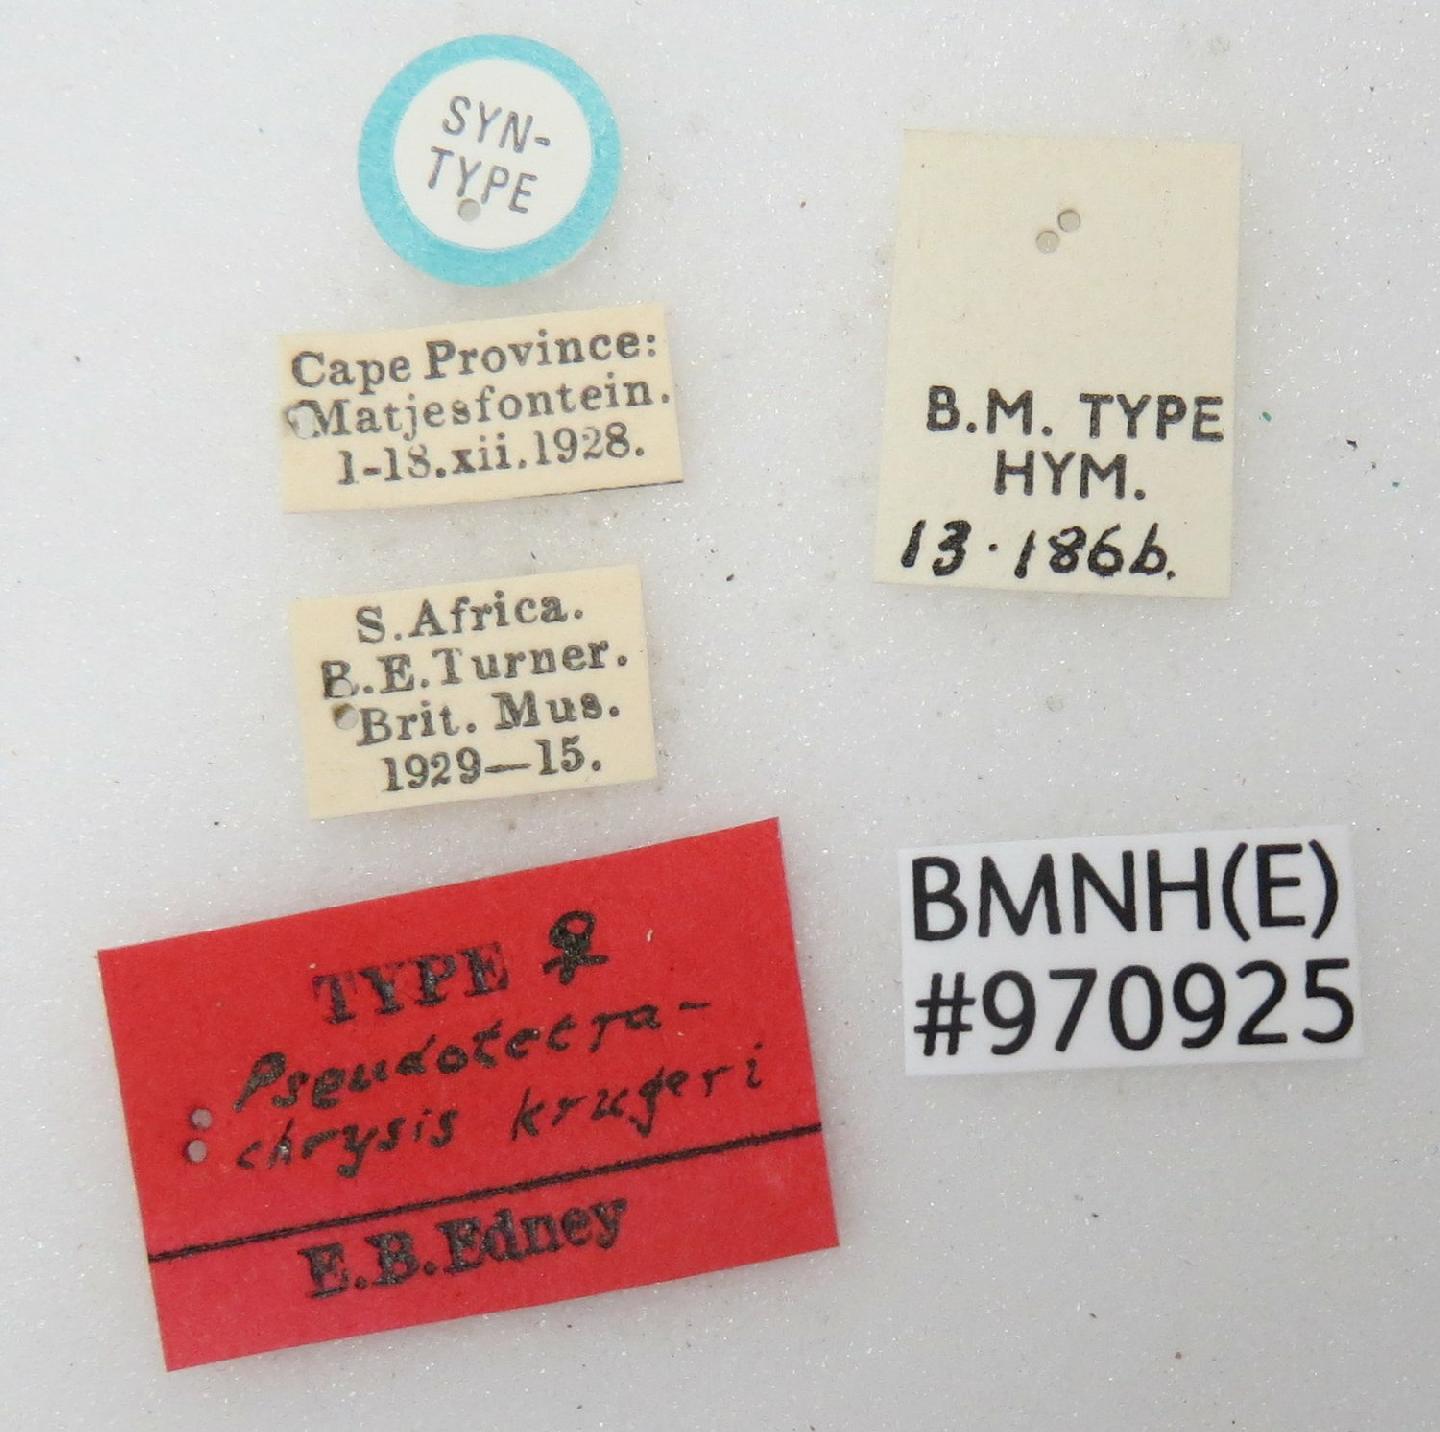 SYN-
TYPE
Cape Province:
Matjesfontein.
1-18.xii.1928.
S. Africa.
R.E. Turner.
Brit. Mus.
1929—15.
TYPE ♀
Pseudotetra-
chrysis krugeri
E.B. Edney
B.M. TYPE
HYM.
13·186b.
BMNH(E)
#970925